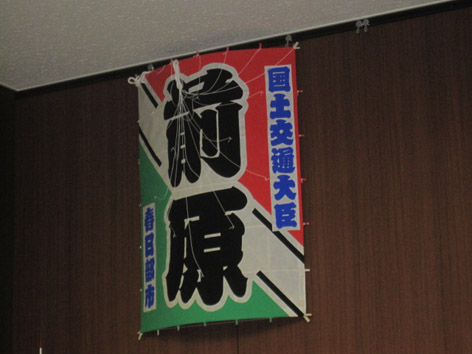 国土交通大臣
前原
春日部市